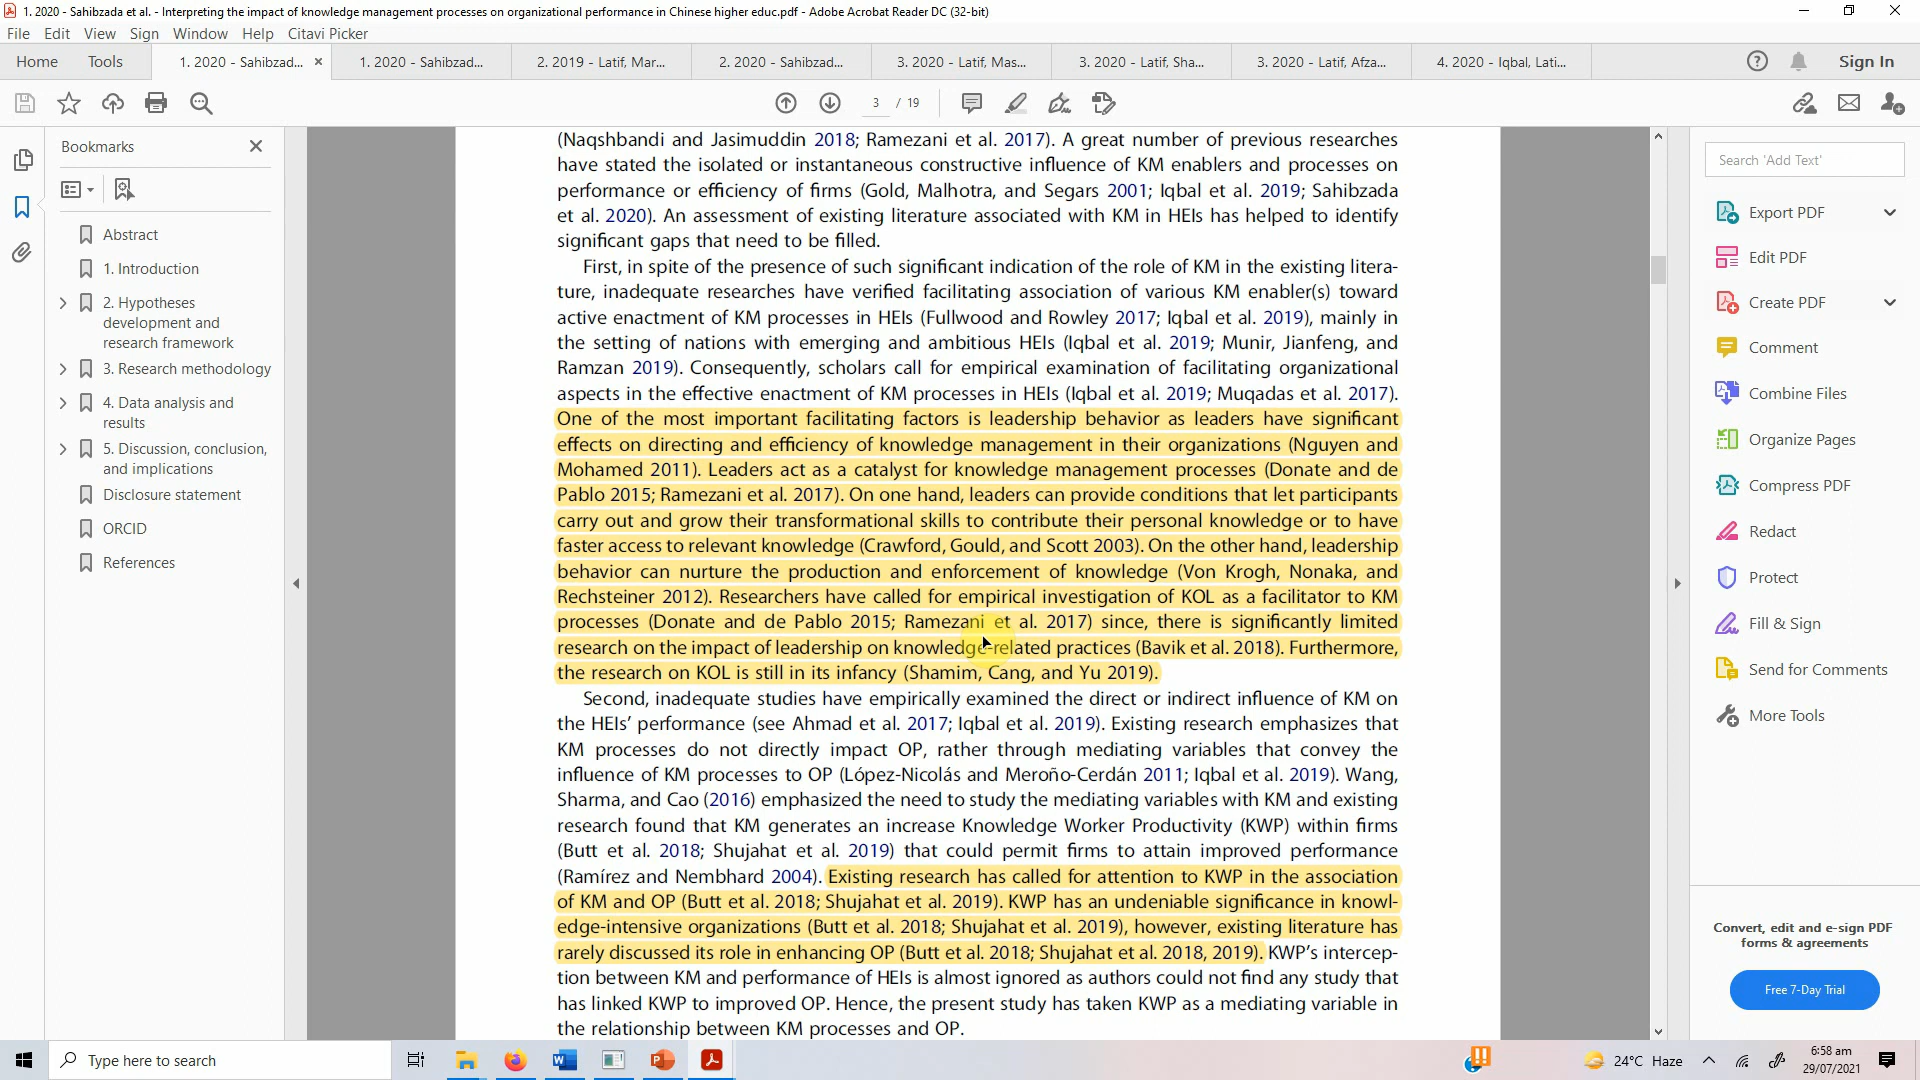 1. 2020 - Sahibzada et al. - Interpreting the impact of knowledge management processes on organizational performance in Chinese higher educ.pdf - Adobe Acrobat Reader DC (32-bit)
File Edit View Sign Window Help Citavi Picker
Home Tools 1. 2020 - Sahibzad... 1. 2020 - Sahibzad... 2. 2019 - Latif, Mar... 2. 2020 - Sahibzad... 3. 2020 - Latif, Mas... 3. 2020 - Latif, Sha... 3. 2020 - Latif, Afza... 4. 2020 - Iqbal, Lati... Sign In
3 / 19
Bookmarks
Abstract
1. Introduction
2. Hypotheses
development and
research framework
3. Research methodology
4. Data analysis and
results
5. Discussion, conclusion,
and implications
Disclosure statement
ORCID
References
(Naqshbandi and Jasimuddin 2018; Ramezani et al. 2017). A great number of previous researches
have stated the isolated or instantaneous constructive influence of KM enablers and processes on
performance or efficiency of firms (Gold, Malhotra, and Segars 2001; Iqbal et al. 2019; Sahibzada
et al. 2020). An assessment of existing literature associated with KM in HEIs has helped to identify
significant gaps that need to be filled.
First, in spite of the presence of such significant indication of the role of KM in the existing litera-
ture, inadequate researches have verified facilitating association of various KM enabler(s) toward
active enactment of KM processes in HEIs (Fullwood and Rowley 2017; Iqbal et al. 2019), mainly in
the setting of nations with emerging and ambitious HEIs (Iqbal et al. 2019; Munir, Jianfeng, and
Ramzan 2019). Consequently, scholars call for empirical examination of facilitating organizational
aspects in the effective enactment of KM processes in HEIs (Iqbal et al. 2019; Muqadas et al. 2017).
One of the most important facilitating factors is leadership behavior as leaders have significant
effects on directing and efficiency of knowledge management in their organizations (Nguyen and
Mohamed 2011). Leaders act as a catalyst for knowledge management processes (Donate and de
Pablo 2015; Ramezani et al. 2017). On one hand, leaders can provide conditions that let participants
carry out and grow their transformational skills to contribute their personal knowledge or to have
faster access to relevant knowledge (Crawford, Gould, and Scott 2003). On the other hand, leadership
behavior can nurture the production and enforcement of knowledge (Von Krogh, Nonaka, and
Rechsteiner 2012). Researchers have called for empirical investigation of KOL as a facilitator to KM
processes (Donate and de Pablo 2015; Ramezani et al. 2017) since, there is significantly limited
research on the impact of leadership on knowledge-related practices (Bavik et al. 2018). Furthermore,
the research on KOL is still in its infancy (Shamim, Cang, and Yu 2019).
Second, inadequate studies have empirically examined the direct or indirect influence of KM on
the HEIs' performance (see Ahmad et al. 2017; Iqbal et al. 2019). Existing research emphasizes that
KM processes do not directly impact OP, rather through mediating variables that convey the
influence of KM processes to OP (López-Nicolás and Meroño-Cerdán 2011; Iqbal et al. 2019). Wang,
Sharma, and Cao (2016) emphasized the need to study the mediating variables with KM and existing
research found that KM generates an increase Knowledge Worker Productivity (KWP) within firms
(Butt et al. 2018; Shujahat et al. 2019) that could permit firms to attain improved performance
(Ramírez and Nembhard 2004). Existing research has called for attention to KWP in the association
of KM and OP (Butt et al. 2018; Shujahat et al. 2019). KWP has an undeniable significance in knowl-
edge-intensive organizations (Butt et al. 2018; Shujahat et al. 2019), however, existing literature has
rarely discussed its role in enhancing OP (Butt et al. 2018; Shujahat et al. 2018, 2019). KWP's intercep-
tion between KM and performance of HEIs is almost ignored as authors could not find any study that
has linked KWP to improved OP. Hence, the present study has taken KWP as a mediating variable in
the relationship between KM processes and OP.
Search 'Add Text'
Export PDF
Edit PDF
Create PDF
Comment
Combine Files
Organize Pages
Compress PDF
Redact
Protect
Fill & Sign
Send for Comments
More Tools
Convert, edit and e-sign PDF
forms & agreements
Free 7-Day Trial
Type here to search
24°C Haze
6:58 am
29/07/2021